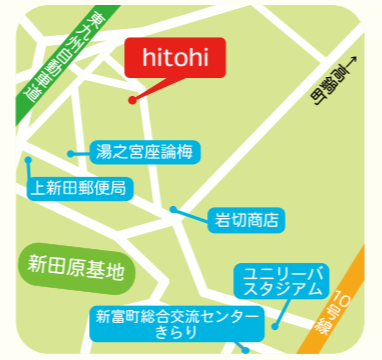 東九州自動車道
hitohi
↑高鍋町
湯之宮座論梅
上新田郵便局
岩切商店
新田原基地
ユニリーバ
スタジアム
10号線
新富町総合交流センター
きらり